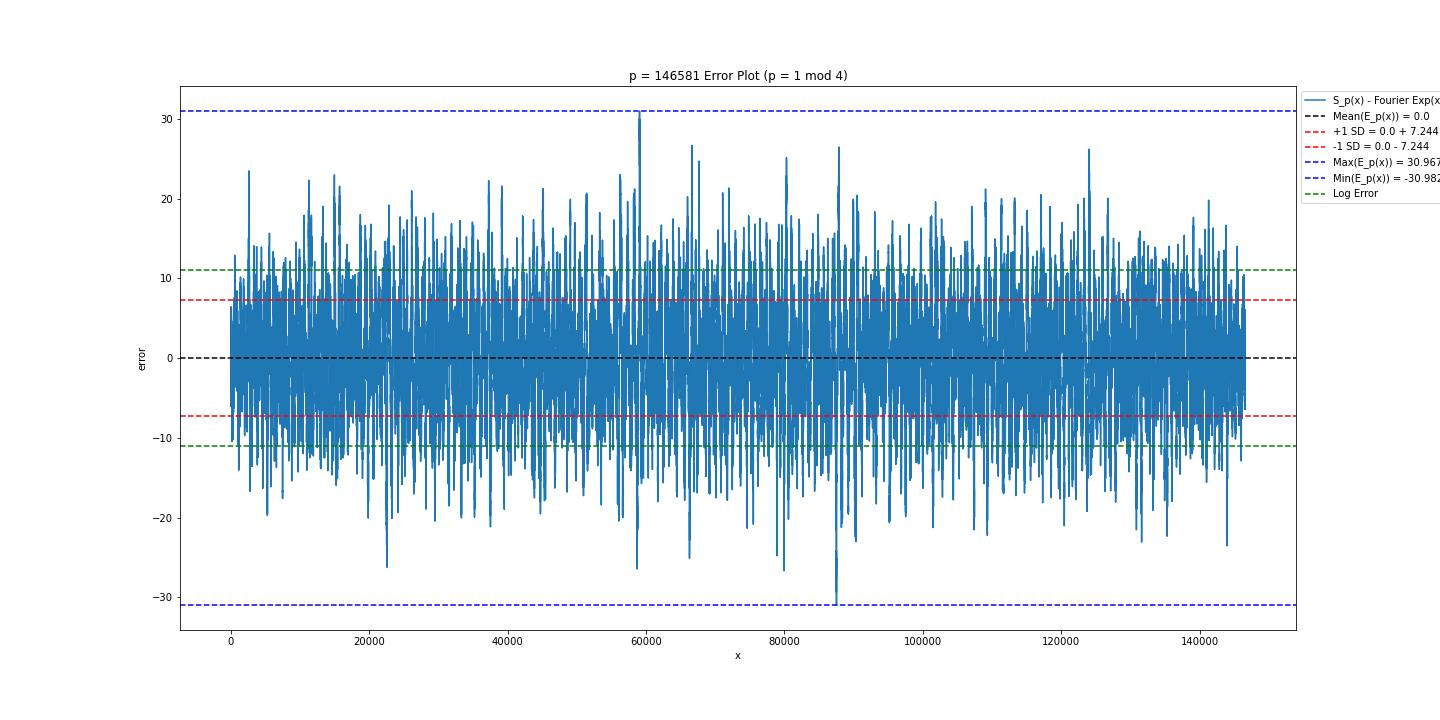 p = 146581 Error Plot (p = 1 mod 4)
S_p(x) - Fourier Exp(x
Mean(E_p(x)) = 0.0
+1 SD = 0.0 + 7.244
-1 SD = 0.0 - 7.244
Max(E_p(x)) = 30.967
Min(E_p(x)) = -30.982
Log Error
30
20
10
0
−10
−20
−30
error
0 20000 40000 60000 80000 100000 120000 140000
x